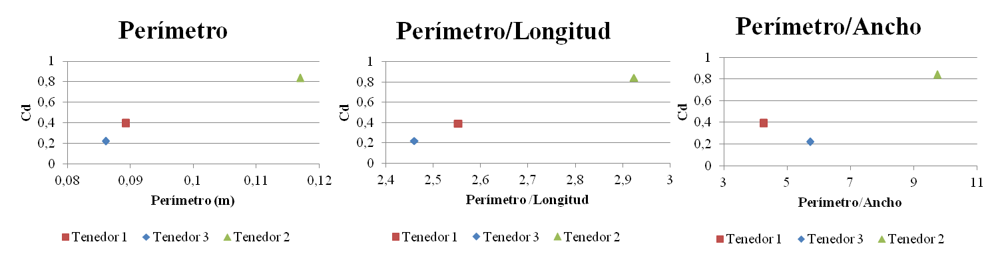 Perímetro
1
0,8
0,6
0,4
0,2
0
Cd
0,08 0,09 0,1 0,11 0,12
Perímetro (m)
Tenedor 1 Tenedor 3 Tenedor 2
Perímetro/Longitud
1
0,8
0,6
0,4
0,2
0
Cd
2,4 2,5 2,6 2,7 2,8 2,9 3
Perímetro /Longitud
Tenedor 1 Tenedor 3 Tenedor 2
Perímetro/Ancho
1
0,8
0,6
0,4
0,2
0
Cd
3 5 7 9 11
Perímetro/Ancho
Tenedor 1 Tenedor 3 Tenedor 2